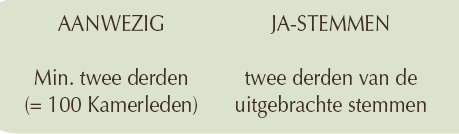 AANWEZIG JA-STEMMEN
Min. twee derden twee derden van de
(= 100 Kamerleden) uitgebrachte stemmen